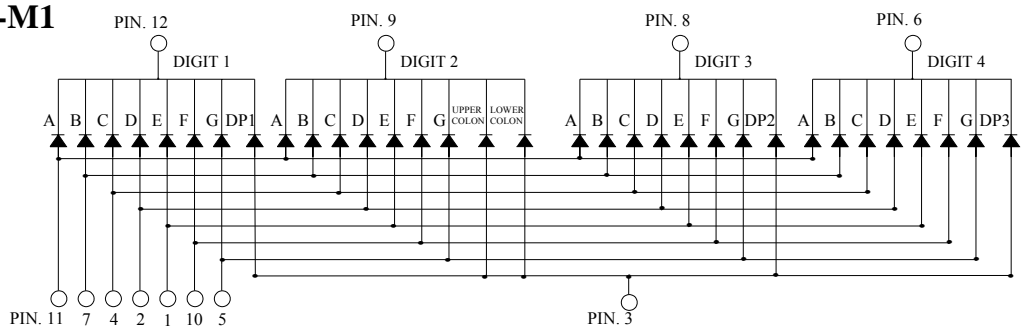 -M1
PIN. 12 PIN. 9 PIN. 8 PIN. 6
DIGIT 1 DIGIT 2 DIGIT 3 DIGIT 4
UPPER LOWER
COLON COLON
A B C D E F G DP1 A B C D E F G A B C D E F G DP2 A B C D E F G DP3
PIN. 11 7 4 2 1 10 5 PIN. 3